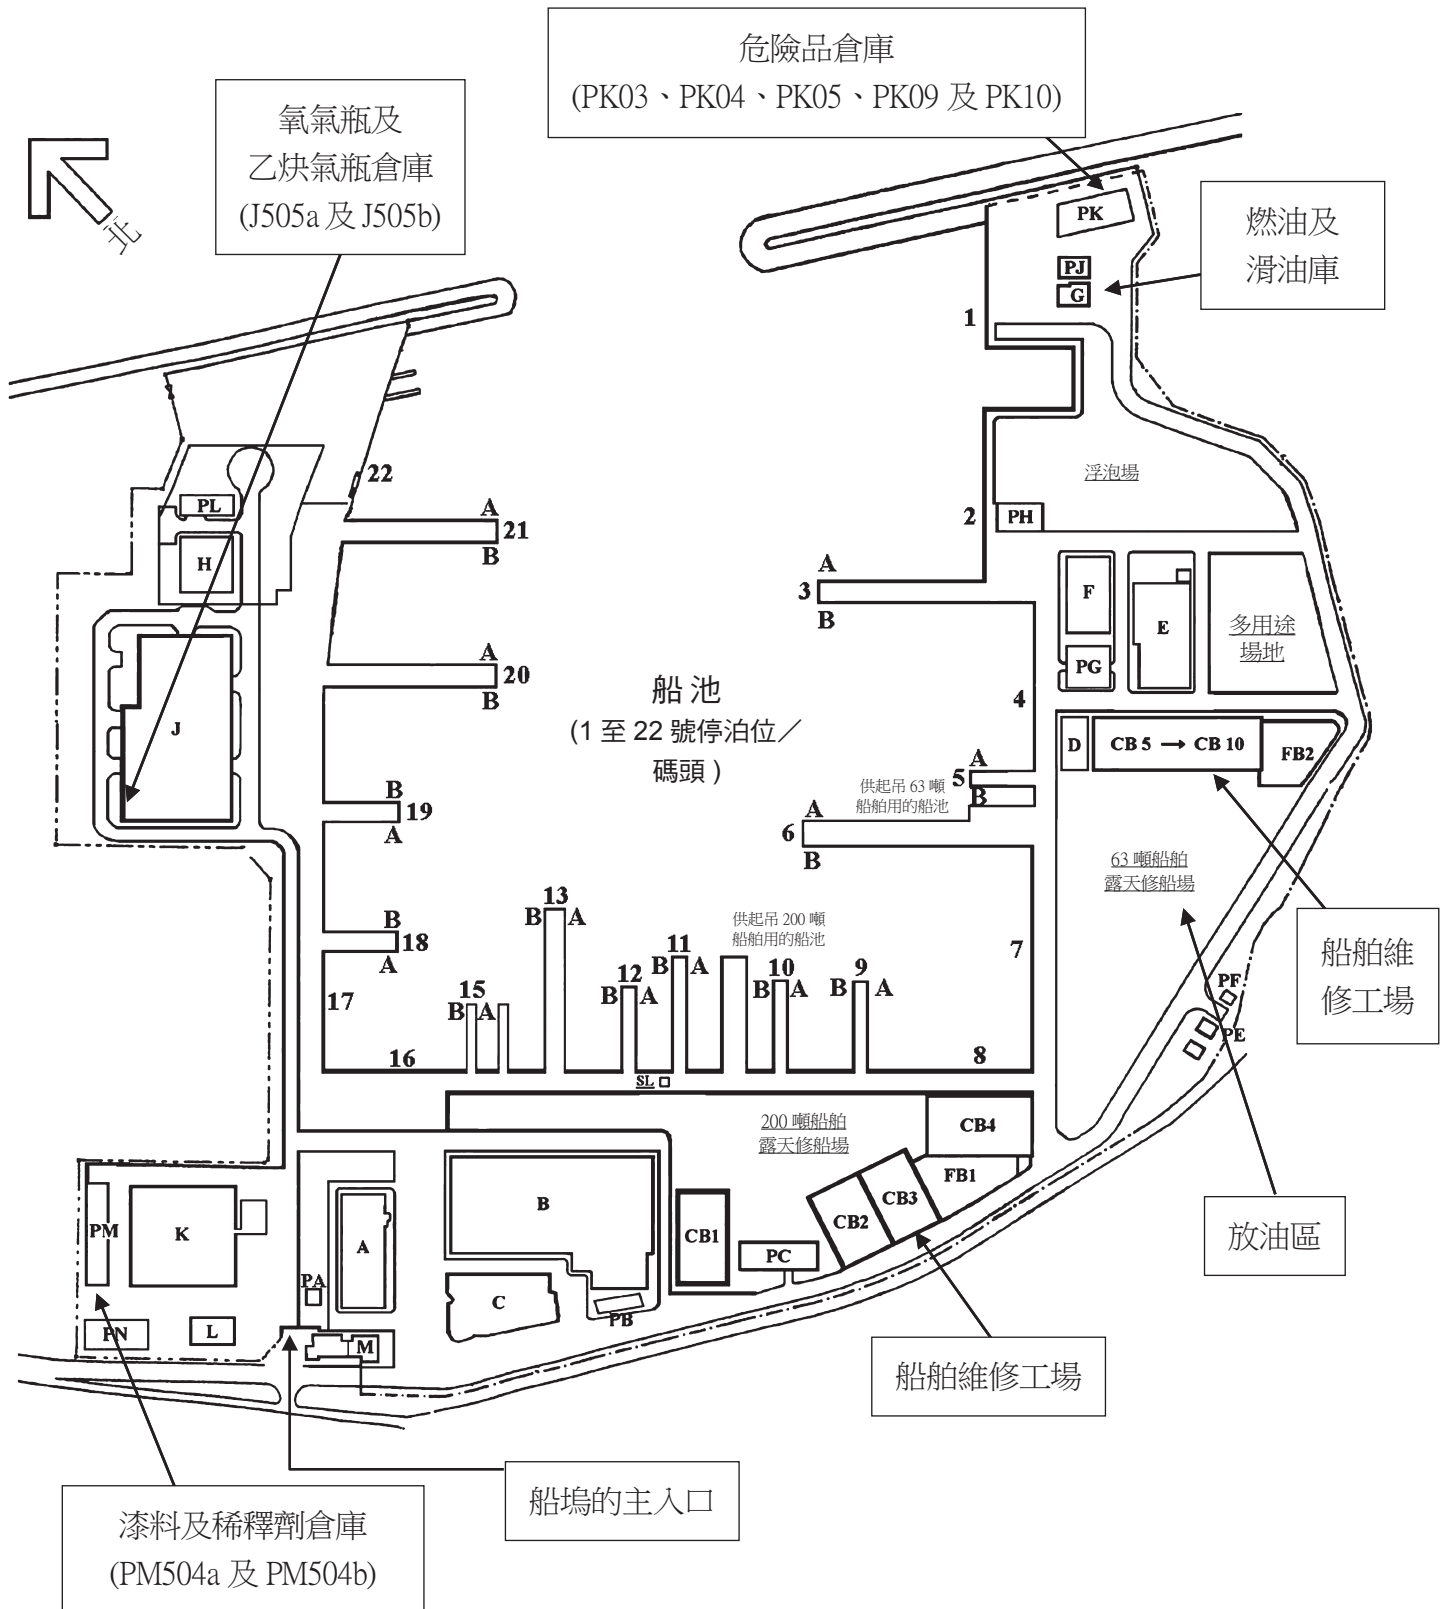 危險品倉庫
(PK03、PK04、PK05、PK09 及 PK10)
氧氣瓶及
乙炔氣瓶倉庫
(J505a 及 J505b)
北
燃油及
滑油庫
PK
PJ
G
1
22
浮泡場
PL
A
21
B
2
PH
H
A
3
B
F
E
多用途
場地
PG
A
20
B
船池
(1 至 22 號停泊位／
碼頭 )
4
J
D
CB 5 → CB 10
FB2
A
5
B
供起吊 63 噸
船舶用的船池
B
19
A
A
6
B
63 噸船舶
露天修船場
13
B A
供起吊 200 噸
船舶用的船池
B
18
A
11
B A
12
B A
10
B A
9
B A
7
船舶維
修工場
17
15
B A
PF
PE
16
8
SL
200 噸船舶
露天修船場
CB4
FB1
CB3
CB2
CB1
PC
B
PM
K
A
PA
C
PB
放油區
PN
L
M
船舶維修工場
船塢的主入口
漆料及稀釋劑倉庫
(PM504a 及 PM504b)